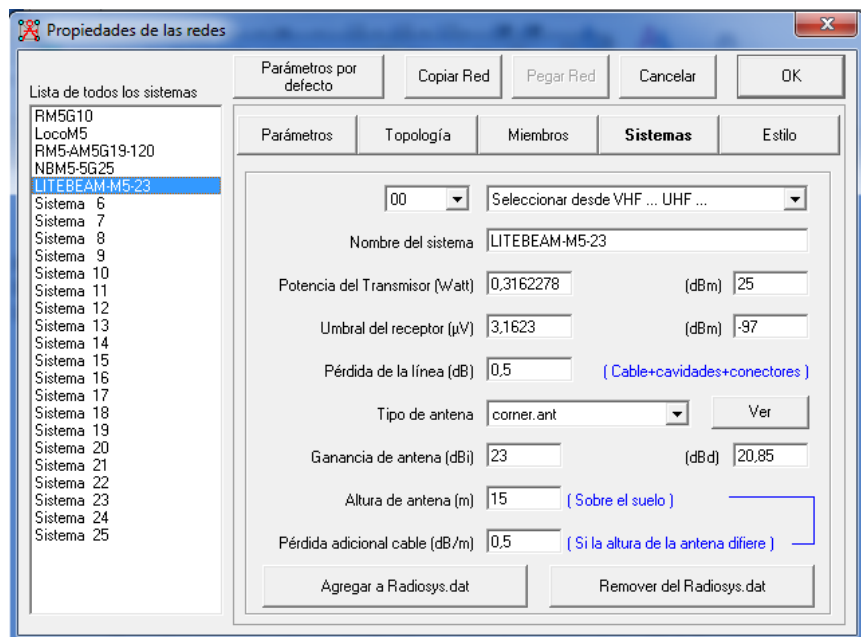 Propiedades de las redes
Parámetros por defecto
Copiar Red
Pegar Red
Cancelar
OK
Lista de todos los sistemas
RM5G10
LocoM5
RM5-AM5G19-120
NBM5-5G25
LITEBEAM-M5-23
Sistema 6
Sistema 7
Sistema 8
Sistema 9
Sistema 10
Sistema 11
Sistema 12
Sistema 13
Sistema 14
Sistema 15
Sistema 16
Sistema 17
Sistema 18
Sistema 19
Sistema 20
Sistema 21
Sistema 22
Sistema 23
Sistema 24
Sistema 25
Parámetros
Topología
Miembros
Sistemas
Estilo
00 Seleccionar desde VHF ... UHF ...
Nombre del sistema LITEBEAM-M5-23
Potencia del Transmisor (Watt) 0,3162278 (dBm) 25
Umbral del receptor (µV) 3,1623 (dBm) -97
Pérdida de la línea (dB) 0,5 ( Cable+cavidades+conectores )
Tipo de antena corner.ant Ver
Ganancia de antena (dBi) 23 (dBd) 20,85
Altura de antena (m) 15 ( Sobre el suelo )
Pérdida adicional cable (dB/m) 0,5 ( Si la altura de la antena difiere )
Agregar a Radiosys.dat
Remover del Radiosys.dat